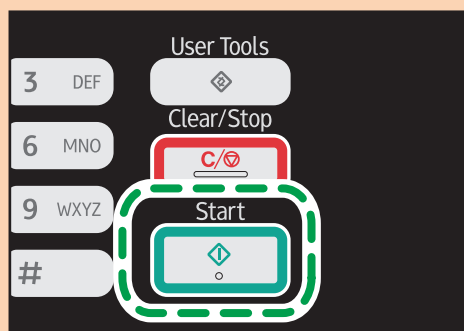 User Tools
3 DEF
Clear/Stop
6 MNO
C/
9 WXYZ
Start
#